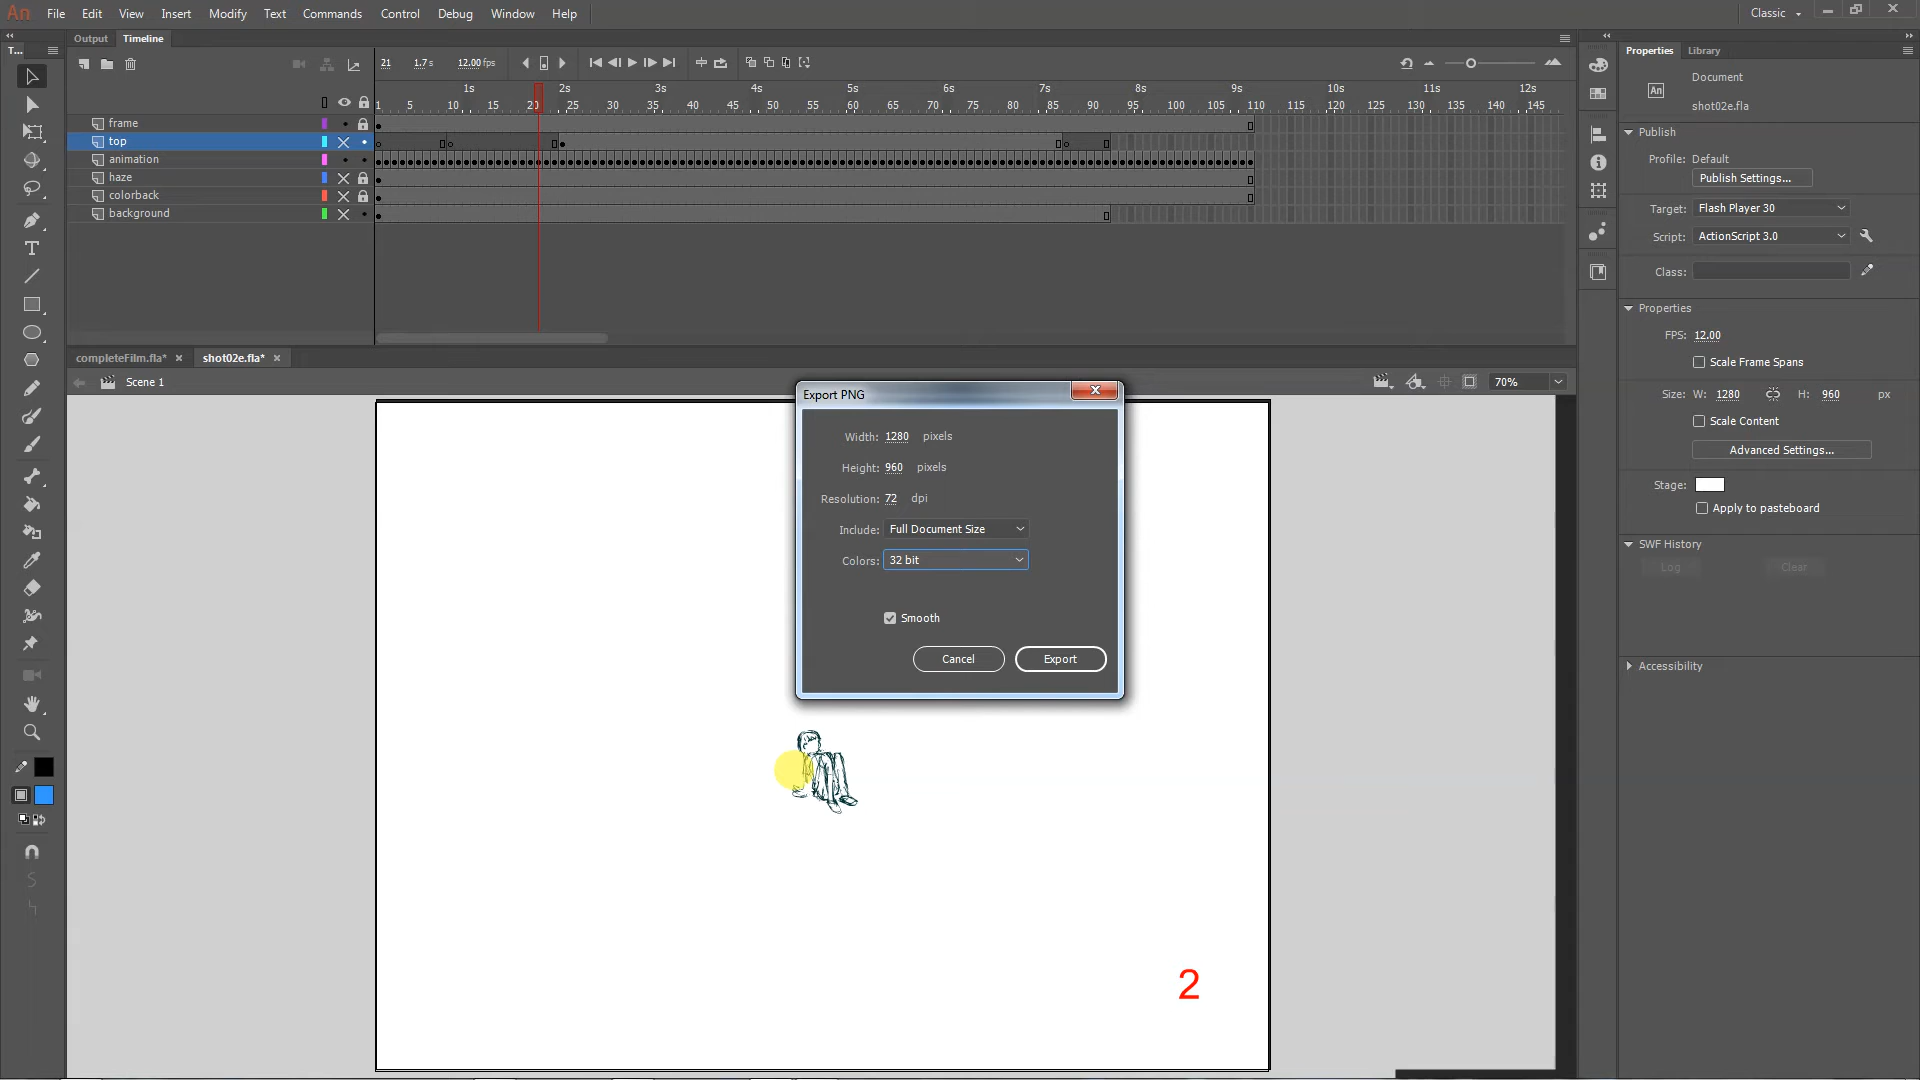 An File Edit View Insert Modify Text Commands Control Debug Window Help Classic
Output Timeline
T...
21 1.7 s 12.00 fps
1s 2s 3s 4s 5s 6s 7s 8s 9s 10s 11s 12s
1 5 10 15 20 25 30 35 40 45 50 55 60 65 70 75 80 85 90 95 100 105 110 115 120 125 130 135 140 145
frame
top
animation
haze
colorback
background
completeFilm.fla* shot02e.fla*
Scene 1 70%
Export PNG
Width: 1280 pixels
Height: 960 pixels
Resolution: 72 dpi
Include: Full Document Size
Colors: 32 bit
Smooth
Cancel Export
2
Properties Library
Document
An shot02e.fla
Publish
Profile: Default
Publish Settings...
Target: Flash Player 30
Script: ActionScript 3.0
Class:
Properties
FPS: 12.00
Scale Frame Spans
Size: W: 1280 H: 960 px
Scale Content
Advanced Settings...
Stage:
Apply to pasteboard
SWF History
Log Clear
Accessibility